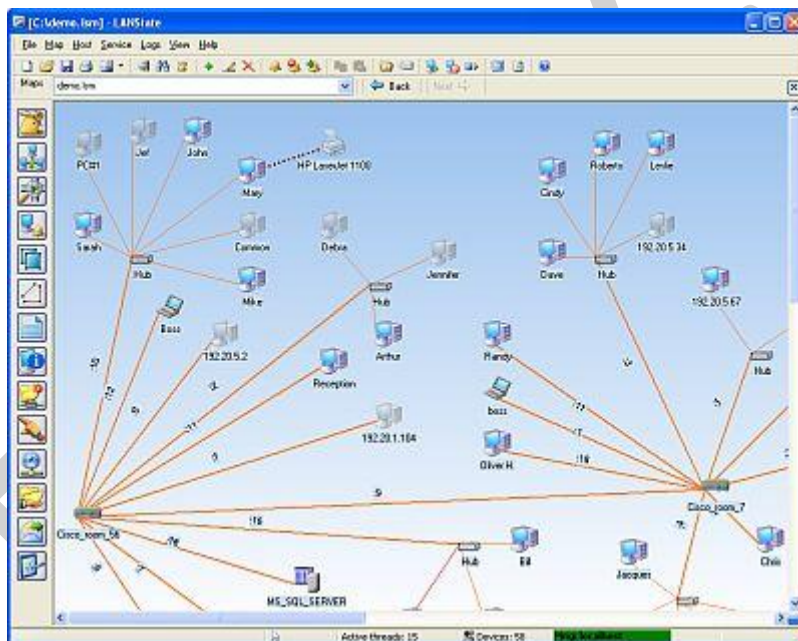 [C:\demo.lsm] - LANState
File Map Host Service Logs View Help
Maps demo.lsm Back Next
PC#1
Jef
John
HP LaserJet 1100
Mary
Sarah
Common
Hub
Mike
Debra
Jennifer
Hub
Arthur
Cindy
Roberto
Leslie
192.20.5.34
Dave
Hub
192.20.5.67
Hub
Boss
192.20.5.2
Reception
192.20.1.104
Randy
boss
Oliver H.
Cisco_room_56
Cisco_room_7
MS_SQL_SERVER
Hub
Bill
Jacques
Chris
Active threads: 15
Devices: 58
Ping: localhost